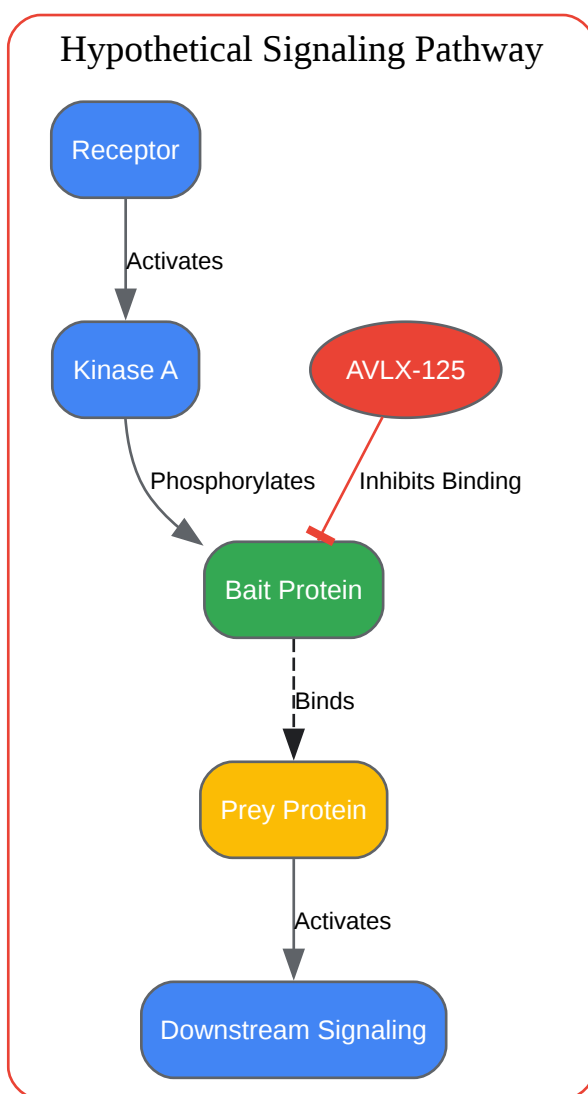 Hypothetical Signaling Pathway
Receptor
Activates
Kinase A
AVLX-125
Phosphorylates
Inhibits Binding
Bait Protein
Binds
Prey Protein
Activates
Downstream Signaling